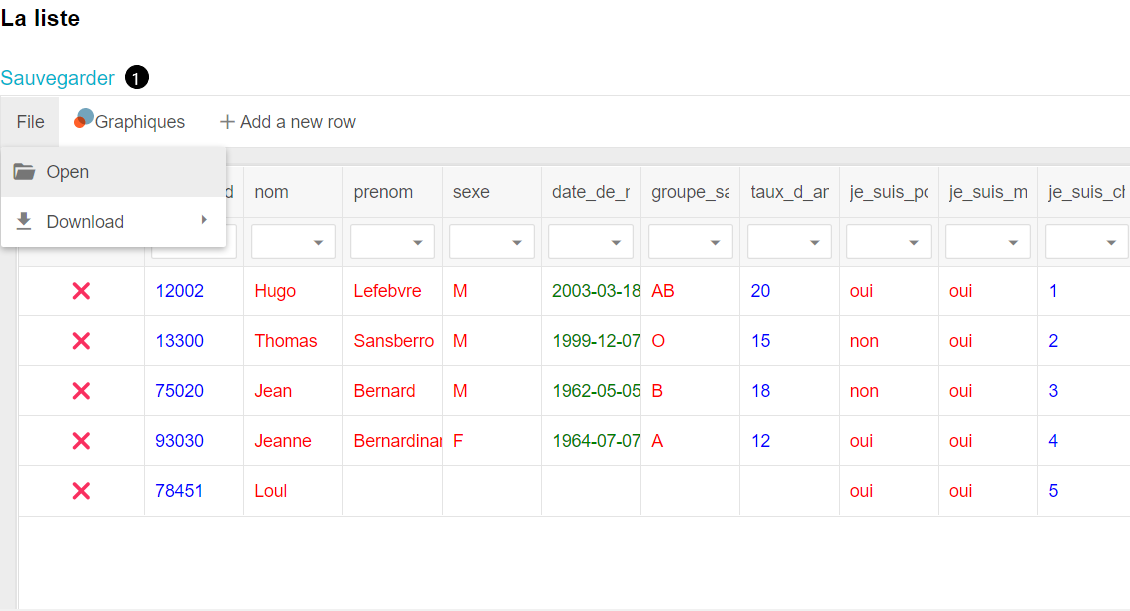 La liste
Sauvegarder 1
File Graphiques + Add a new row
Open
Download
d nom prenom sexe date_de_r groupe_sa taux_d_ar je_suis_po je_suis_m je_suis_ch
12002 Hugo Lefebvre M 2003-03-18 AB 20 oui oui 1
13300 Thomas Sansberro M 1999-12-07 O 15 non oui 2
75020 Jean Bernard M 1962-05-05 B 18 non oui 3
93030 Jeanne Bernardinar F 1964-07-07 A 12 oui oui 4
78451 Loul oui oui 5